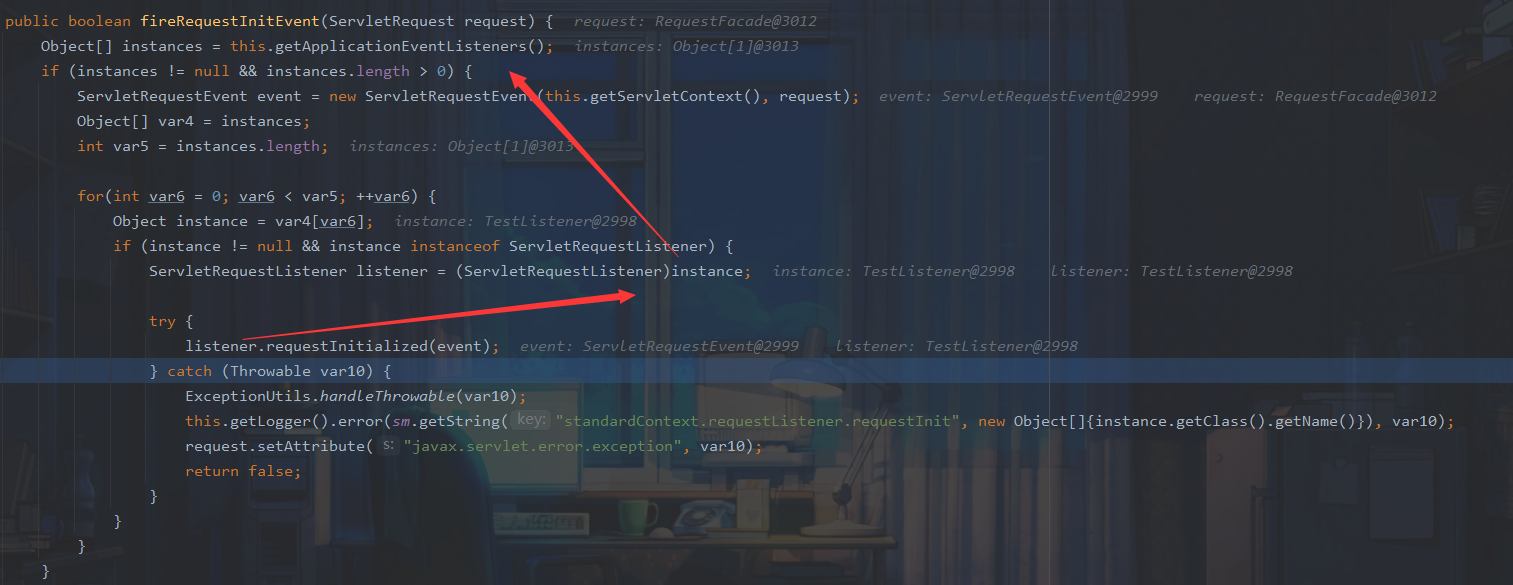 public boolean fireRequestInitEvent(ServletRequest request) {  request: RequestFacade@3012
    Object[] instances = this.getApplicationEventListeners();  instances: Object[1]@3013
    if (instances != null && instances.length > 0) {
        ServletRequestEvent event = new ServletRequestEvent(this.getServletContext(), request);  event: ServletRequestEvent@2999    request: RequestFacade@3012
        Object[] var4 = instances;
        int var5 = instances.length;  instances: Object[1]@3013
        for(int var6 = 0; var6 < var5; ++var6) {
            Object instance = var4[var6];  instance: TestListener@2998
            if (instance != null && instance instanceof ServletRequestListener) {
                ServletRequestListener listener = (ServletRequestListener)instance;  instance: TestListener@2998    listener: TestListener@2998
                try {
                    listener.requestInitialized(event);  event: ServletRequestEvent@2999    listener: TestListener@2998
                } catch (Throwable var10) {
                    ExceptionUtils.handleThrowable(var10);
                    this.getLogger().error(sm.getString( key: "standardContext.requestListener.requestInit", new Object[]{instance.getClass().getName()}), var10);
                    request.setAttribute( s: "javax.servlet.error.exception", var10);
                    return false;
                }
            }
        }
    }